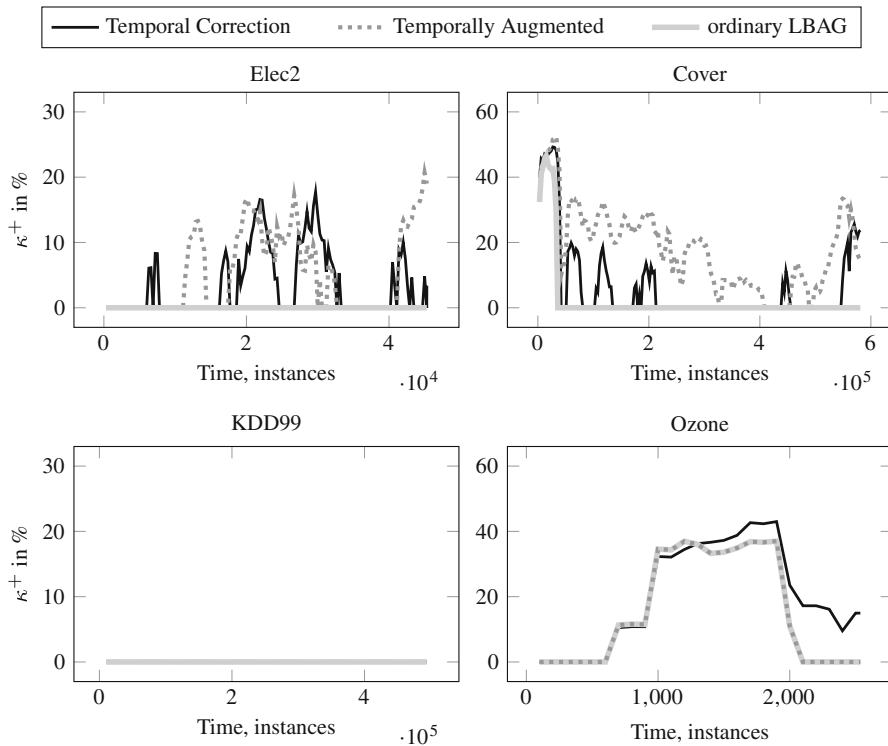 Temporal Correction Temporally Augmented ordinary LBAG
Elec2
κ+ in %
30
20
10
0
0 2 4
Time, instances
·10^4
Cover
60
40
20
0
0 2 4 6
Time, instances
·10^5
KDD99
κ+ in %
30
20
10
0
0 2 4
Time, instances
·10^5
Ozone
60
40
20
0
0 1,000 2,000
Time, instances